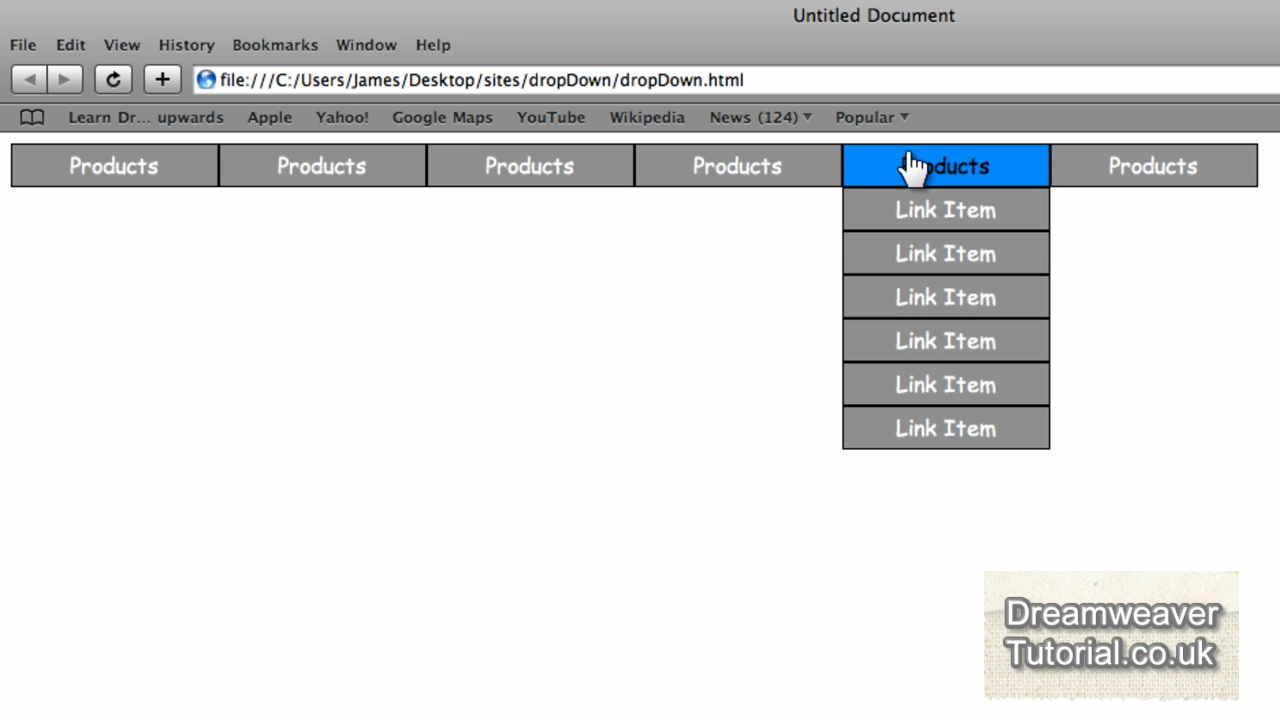 Untitled Document
File Edit View History Bookmarks Window Help
file:///C:/Users/James/Desktop/sites/dropDown/dropDown.html
Learn Dr... upwards Apple Yahoo! Google Maps YouTube Wikipedia News (124) Popular
Products Products Products Products Products Products
Link Item
Link Item
Link Item
Link Item
Link Item
Link Item
Dreamweaver
Tutorial.co.uk